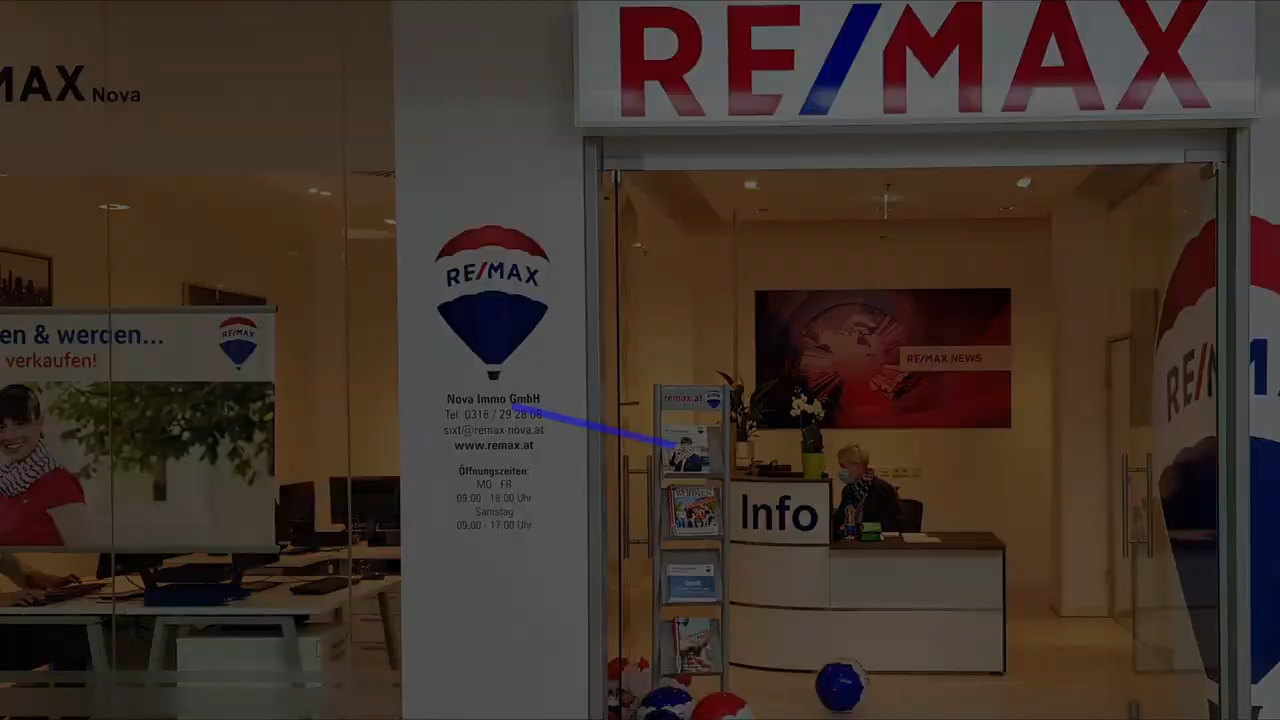 MAX Nova
RE/MAX
RE/MAX
en & werden...
verkaufen!
RE/MAX
Nova Immo GmbH
Tel. 0316 / 29 28 08
sixt@remax-nova.at
www.remax.at
Öffnungszeiten:
MO FR
09.00 18.00 Uhr
Samstag
09.00 - 17.00 Uhr
remax.at
RE/MAX NEWS
Info
RE/M